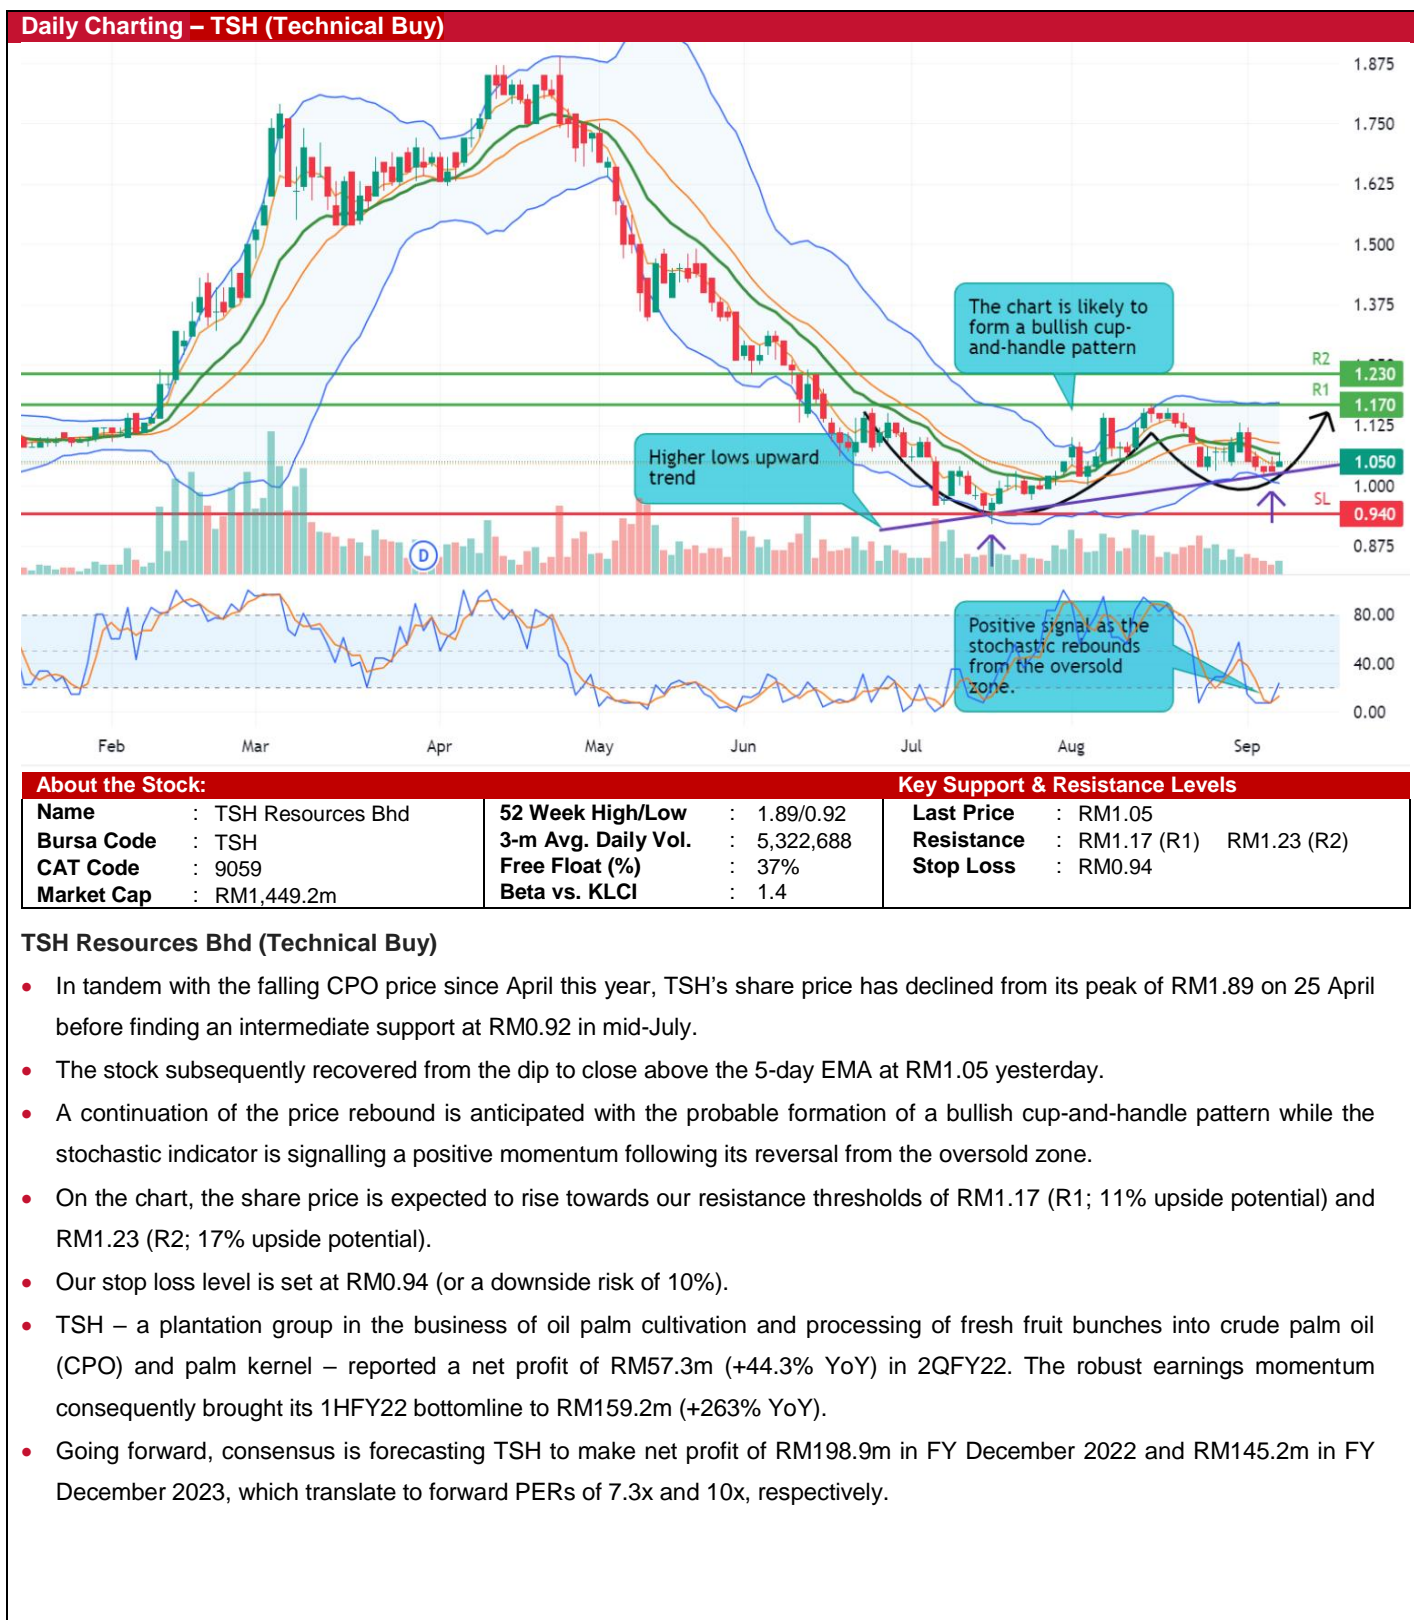 Daily Charting – TSH (Technical Buy)
1.875
1.750
1.625
1.500
1.375
The chart is likely to
form a bullish cup-
and-handle pattern
R2
1.230
R1
1.170
1.125
Higher lows upward
trend
1.050
1.000
SL
0.940
0.875
D
80.00
Positive signal as the
stochastic rebounds
from the oversold
zone.
40.00
0.00
Feb Mar Apr May Jun Jul Aug Sep
About the Stock: Key Support & Resistance Levels
Name : TSH Resources Bhd 52 Week High/Low : 1.89/0.92 Last Price : RM1.05
Bursa Code : TSH 3-m Avg. Daily Vol. : 5,322,688 Resistance : RM1.17 (R1) RM1.23 (R2)
CAT Code : 9059 Free Float (%) : 37% Stop Loss : RM0.94
Market Cap : RM1,449.2m Beta vs. KLCI : 1.4
TSH Resources Bhd (Technical Buy)
• In tandem with the falling CPO price since April this year, TSH’s share price has declined from its peak of RM1.89 on 25 April
before finding an intermediate support at RM0.92 in mid-July.
• The stock subsequently recovered from the dip to close above the 5-day EMA at RM1.05 yesterday.
• A continuation of the price rebound is anticipated with the probable formation of a bullish cup-and-handle pattern while the
stochastic indicator is signalling a positive momentum following its reversal from the oversold zone.
• On the chart, the share price is expected to rise towards our resistance thresholds of RM1.17 (R1; 11% upside potential) and
RM1.23 (R2; 17% upside potential).
• Our stop loss level is set at RM0.94 (or a downside risk of 10%).
• TSH – a plantation group in the business of oil palm cultivation and processing of fresh fruit bunches into crude palm oil
(CPO) and palm kernel – reported a net profit of RM57.3m (+44.3% YoY) in 2QFY22. The robust earnings momentum
consequently brought its 1HFY22 bottomline to RM159.2m (+263% YoY).
• Going forward, consensus is forecasting TSH to make net profit of RM198.9m in FY December 2022 and RM145.2m in FY
December 2023, which translate to forward PERs of 7.3x and 10x, respectively.